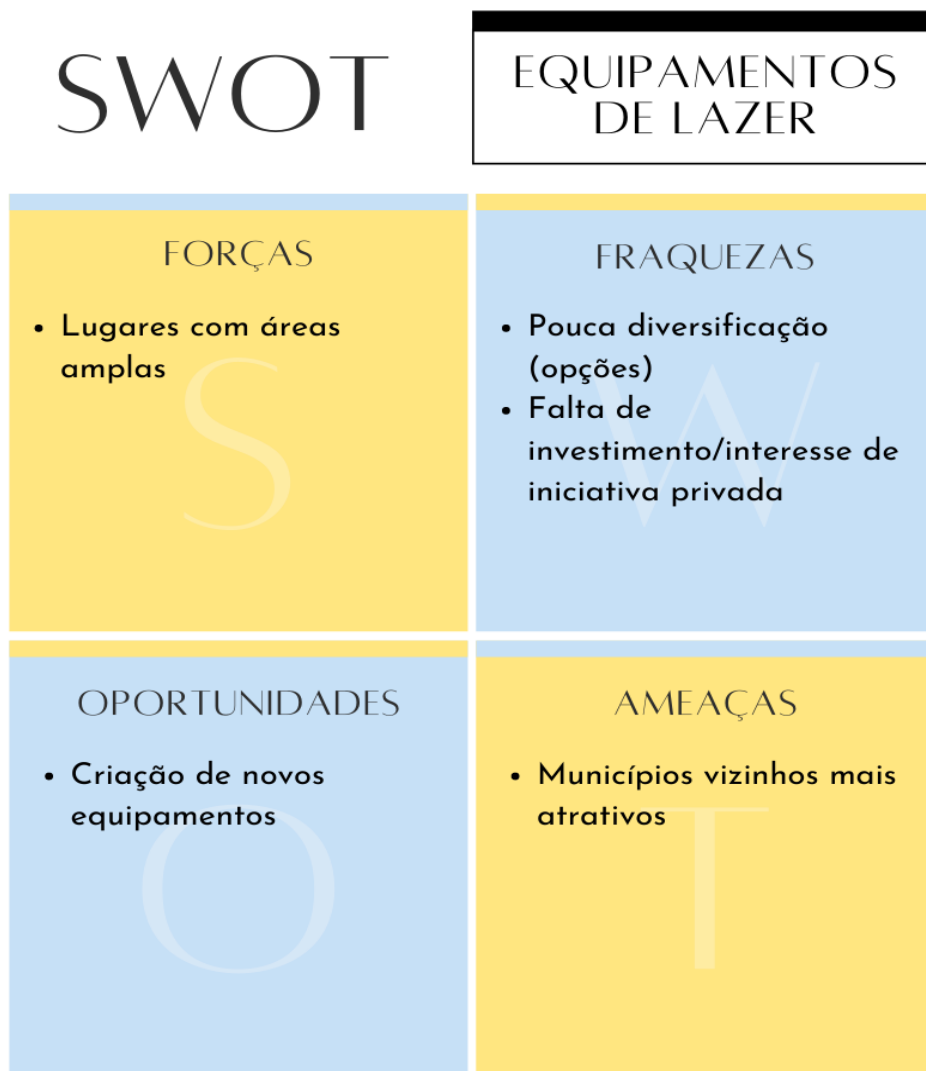 SWOT
EQUIPAMENTOS
DE LAZER
FORÇAS
• Lugares com áreas
amplas
S
FRAQUEZAS
• Pouca diversificação
(opções)
• Falta de
investimento/interesse de
iniciativa privada
W
OPORTUNIDADES
• Criação de novos
equipamentos
O
AMEAÇAS
• Municípios vizinhos mais
atrativos
T